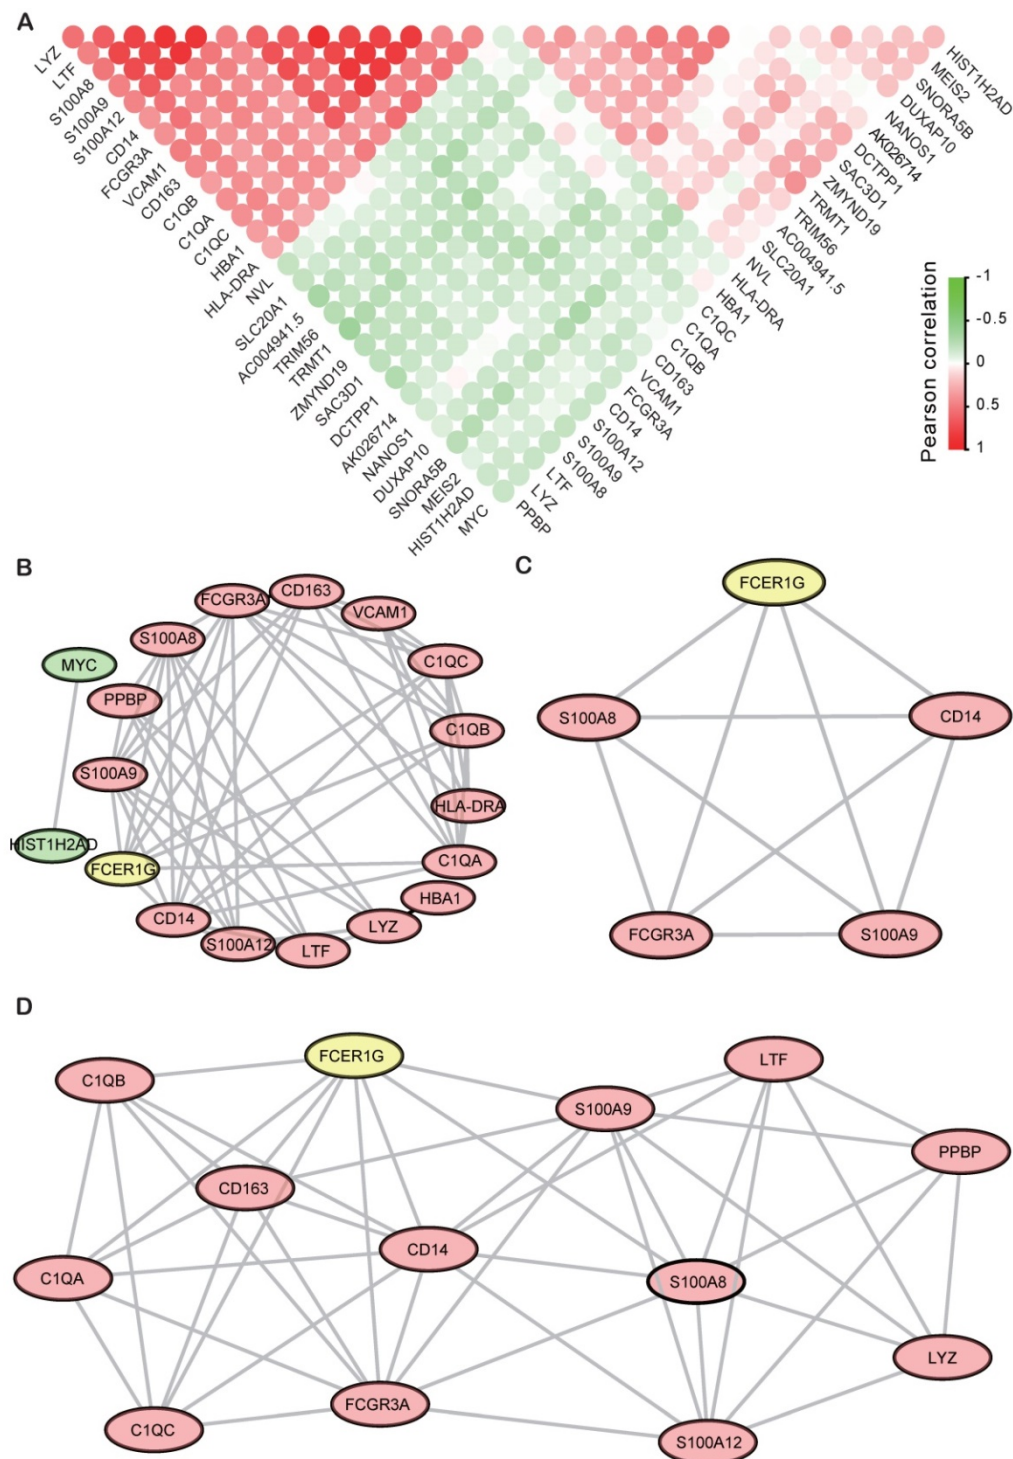 A
LYZ
LTF
S100A8
S100A9
S100A12
CD14
FCGR3A
VCAM1
CD163
C1QB
C1QA
C1QC
HBA1
HLA-DRA
NVL
SLC20A1
AC004941.5
TRIM56
TRMT1
ZMYND19
SAC3D1
DCTPP1
AK026714
NANOS1
DUXAP10
SNORA5B
MEIS2
HIST1H2AD
MYC
HIST1H2AD
MEIS2
SNORA5B
DUXAP10
NANOS1
AK026714
DCTPP1
SAC3D1
ZMYND19
TRMT1
TRIM56
AC004941.5
SLC20A1
NVL
HLA-DRA
HBA1
C1QC
C1QA
C1QB
CD163
VCAM1
FCGR3A
CD14
S100A12
S100A9
S100A8
LTF
LYZ
PPBP
Pearson correlation
-1
-0.5
0
0.5
1
B
CD163
FCGR3A
VCAM1
S100A8
C1QC
MYC
PPBP
C1QB
S100A9
HLA-DRA
HIST1H2AD
C1QA
FCER1G
HBA1
CD14
LYZ
S100A12
LTF
C
FCER1G
S100A8
CD14
FCGR3A
S100A9
D
FCER1G
LTF
C1QB
S100A9
PPBP
CD163
CD14
C1QA
S100A8
LYZ
FCGR3A
C1QC
S100A12